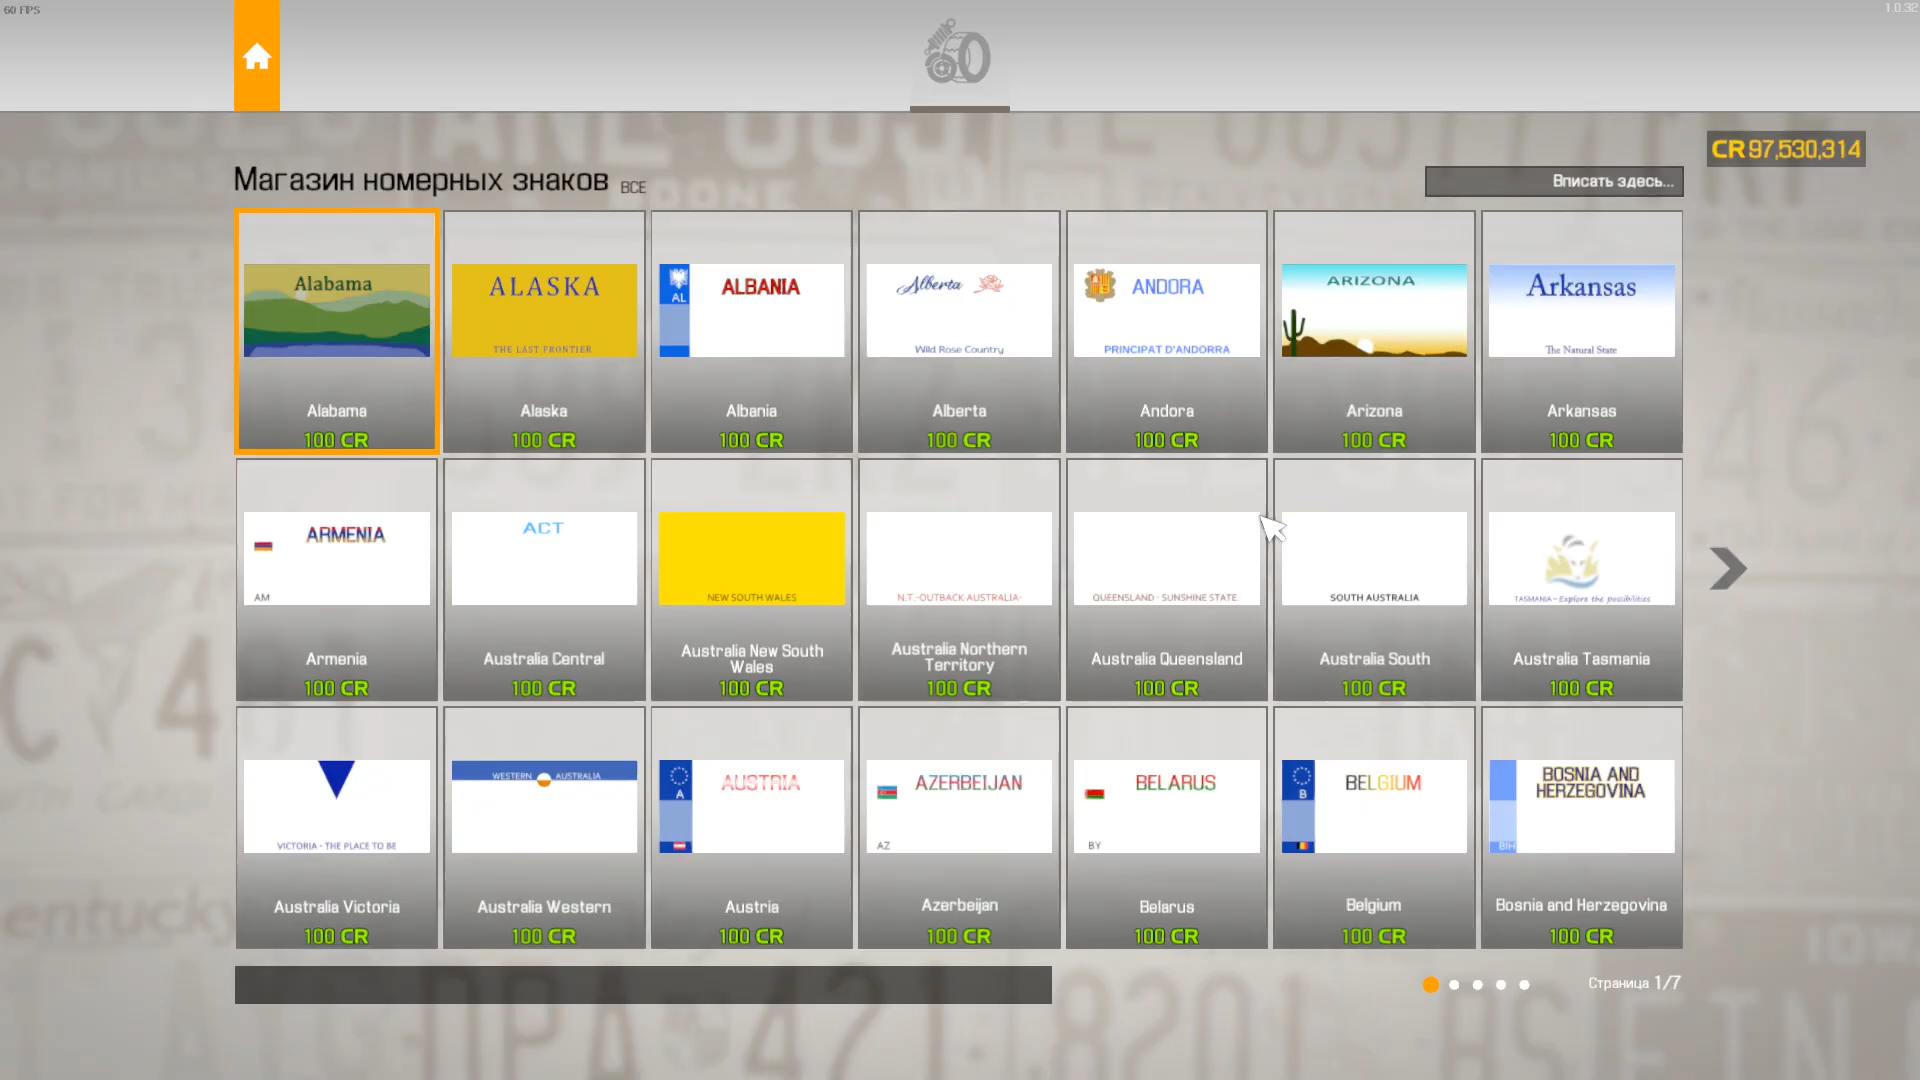 60 FPS
1.0.32
CR 97,530,314
Магазин номерных знаков ВСЕ
Вписать здесь...
Alabama
Alabama
100 CR
ALASKA
THE LAST FRONTIER
Alaska
100 CR
AL
ALBANIA
Albania
100 CR
Alberta
Wild Rose Country
Alberta
100 CR
ANDORA
PRINCIPAT D'ANDORRA
Andora
100 CR
ARIZONA
Arizona
100 CR
Arkansas
The Natural State
Arkansas
100 CR
ARMENIA
AM
Armenia
100 CR
ACT
Australia Central
100 CR
NEW SOUTH WALES
Australia New South
Wales
100 CR
N.T.-OUTBACK AUSTRALIA-
Australia Northern
Territory
100 CR
QUEENSLAND - SUNSHINE STATE
Australia Queensland
100 CR
SOUTH AUSTRALIA
Australia South
100 CR
TASMANIA - Explore the possibilities
Australia Tasmania
100 CR
VICTORIA - THE PLACE TO BE
Australia Victoria
100 CR
WESTERN AUSTRALIA
Australia Western
100 CR
A
AUSTRIA
Austria
100 CR
AZERBEIJAN
AZ
Azerbeijan
100 CR
BELARUS
BY
Belarus
100 CR
B
BELGIUM
Belgium
100 CR
BOSNIA AND
HERZEGOVINA
BIH
Bosnia and Herzegovina
100 CR
Страница 1/7